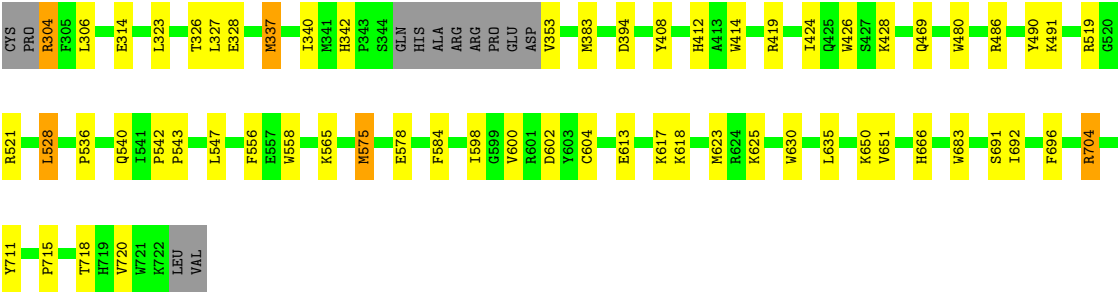 CYS PRO R304 F305 L306 E314 L323 T326 L327 E328 M337 I340 M341 H342 P343 S344 GLN HIS ALA ARG ARG PRO GLU ASP V353 M383 D394 Y408 H412 A413 W414 R419 I424 Q425 W426 S427 K428 Q469 W480 R486 Y490 K491 R519 G520
R521 L528 P536 Q540 I541 P542 P543 L547 F556 E557 W558 K565 M575 E578 F584 I598 G599 V600 R601 D602 Y603 C604 E613 K617 K618 M623 R624 K625 W630 L635 K650 V651 H666 W683 S691 I692 F696 R704
Y711 P715 T718 H719 V720 W721 K722 LEU VAL